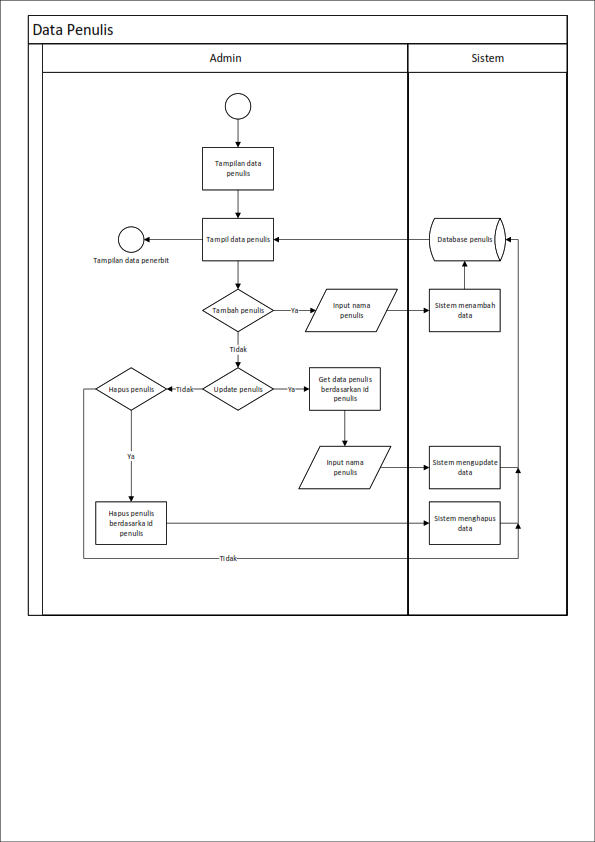 Data Penulis
Admin
Sistem
Tampilan data
penulis
Tampil data penulis
Database penulis
Tampilan data penerbit
Tambah penulis
Ya
Input nama
penulis
Sistem menambah
data
Tidak
Hapus penulis
Tidak
Update penulis
Ya
Get data penulis
berdasarkan id
penulis
Ya
Input nama
penulis
Sistem mengupdate
data
Hapus penulis
berdasarka id
penulis
Sistem menghapus
data
Tidak